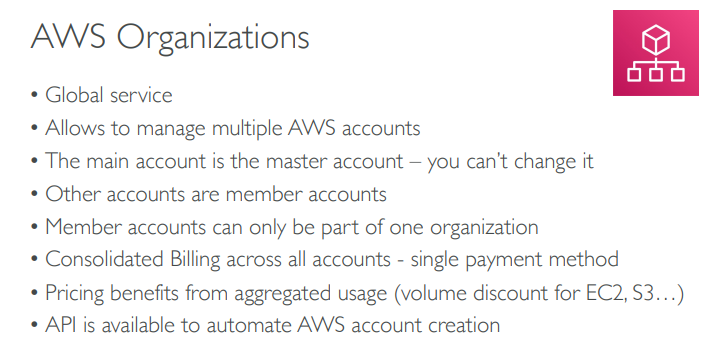 AWS Organizations
• Global service
• Allows to manage multiple AWS accounts
• The main account is the master account – you can't change it
• Other accounts are member accounts
• Member accounts can only be part of one organization
• Consolidated Billing across all accounts - single payment method
• Pricing benefits from aggregated usage (volume discount for EC2, S3…)
• API is available to automate AWS account creation